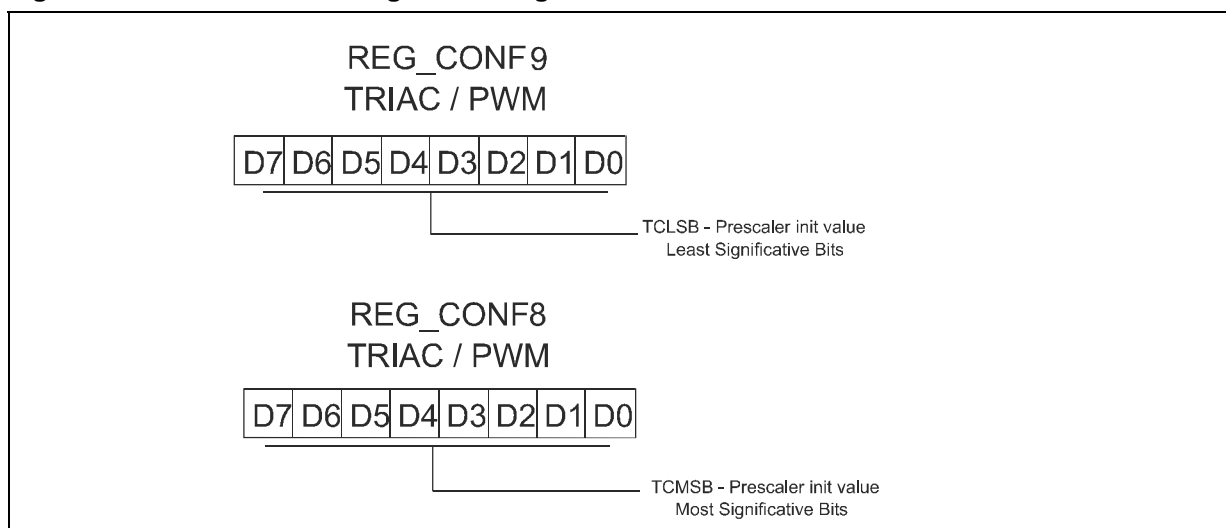 REG_CONF9
TRIAC / PWM
D7 D6 D5 D4 D3 D2 D1 D0
TCLSB - Prescaler init value
Least Significative Bits
REG_CONF8
TRIAC / PWM
D7 D6 D5 D4 D3 D2 D1 D0
TCMSB - Prescaler init value
Most Significative Bits